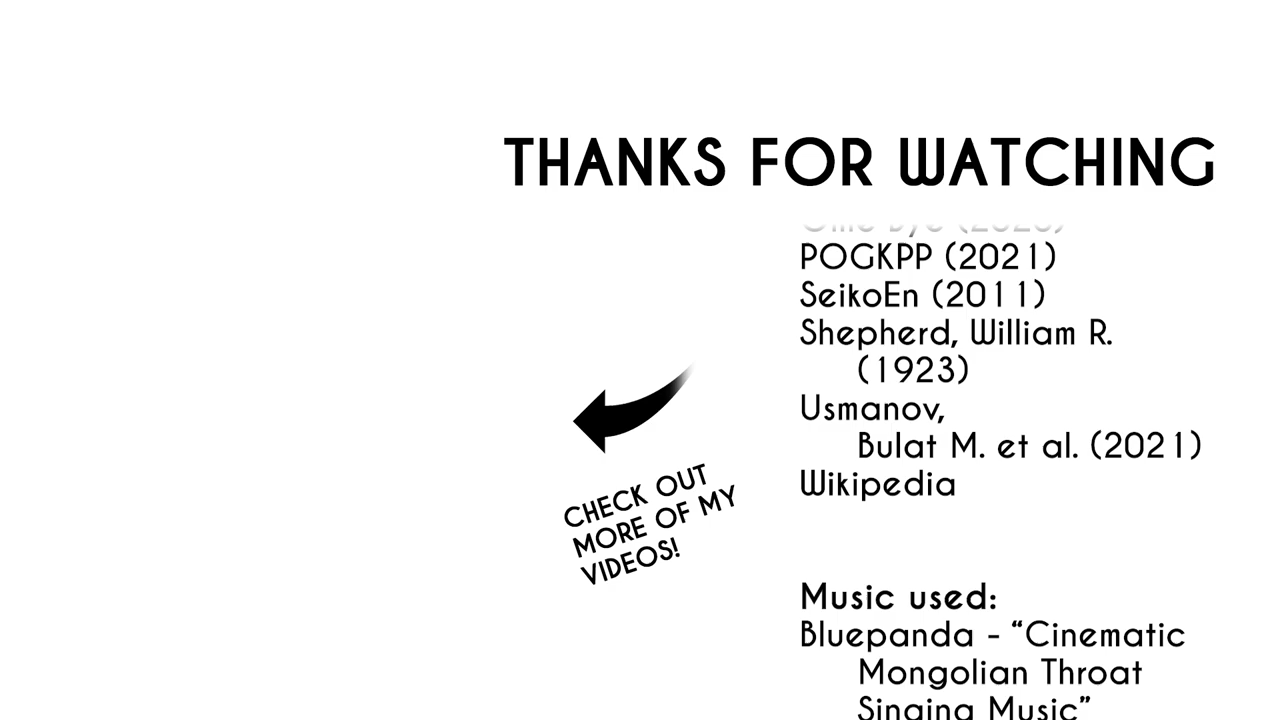 THANKS FOR WATCHING
POGKPP (2021)
SeikoEn (2011)
Shepherd, William R.
(1923)
Usmanov,
Bulat M. et al. (2021)
Wikipedia
CHECK OUT
MORE OF MY
VIDEOS!
Music used:
Bluepanda - “Cinematic
Mongolian Throat
Singing Music”